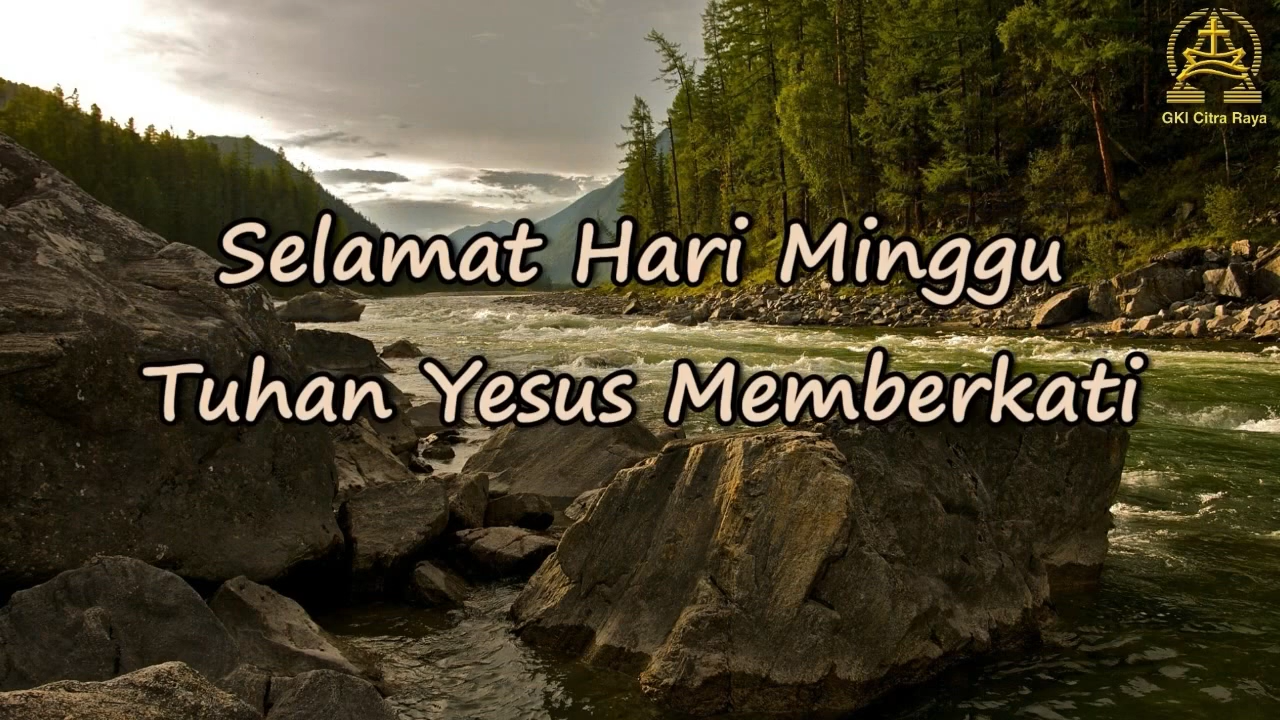 GKI Citra Raya
Selamat Hari Minggu
Tuhan Yesus Memberkati